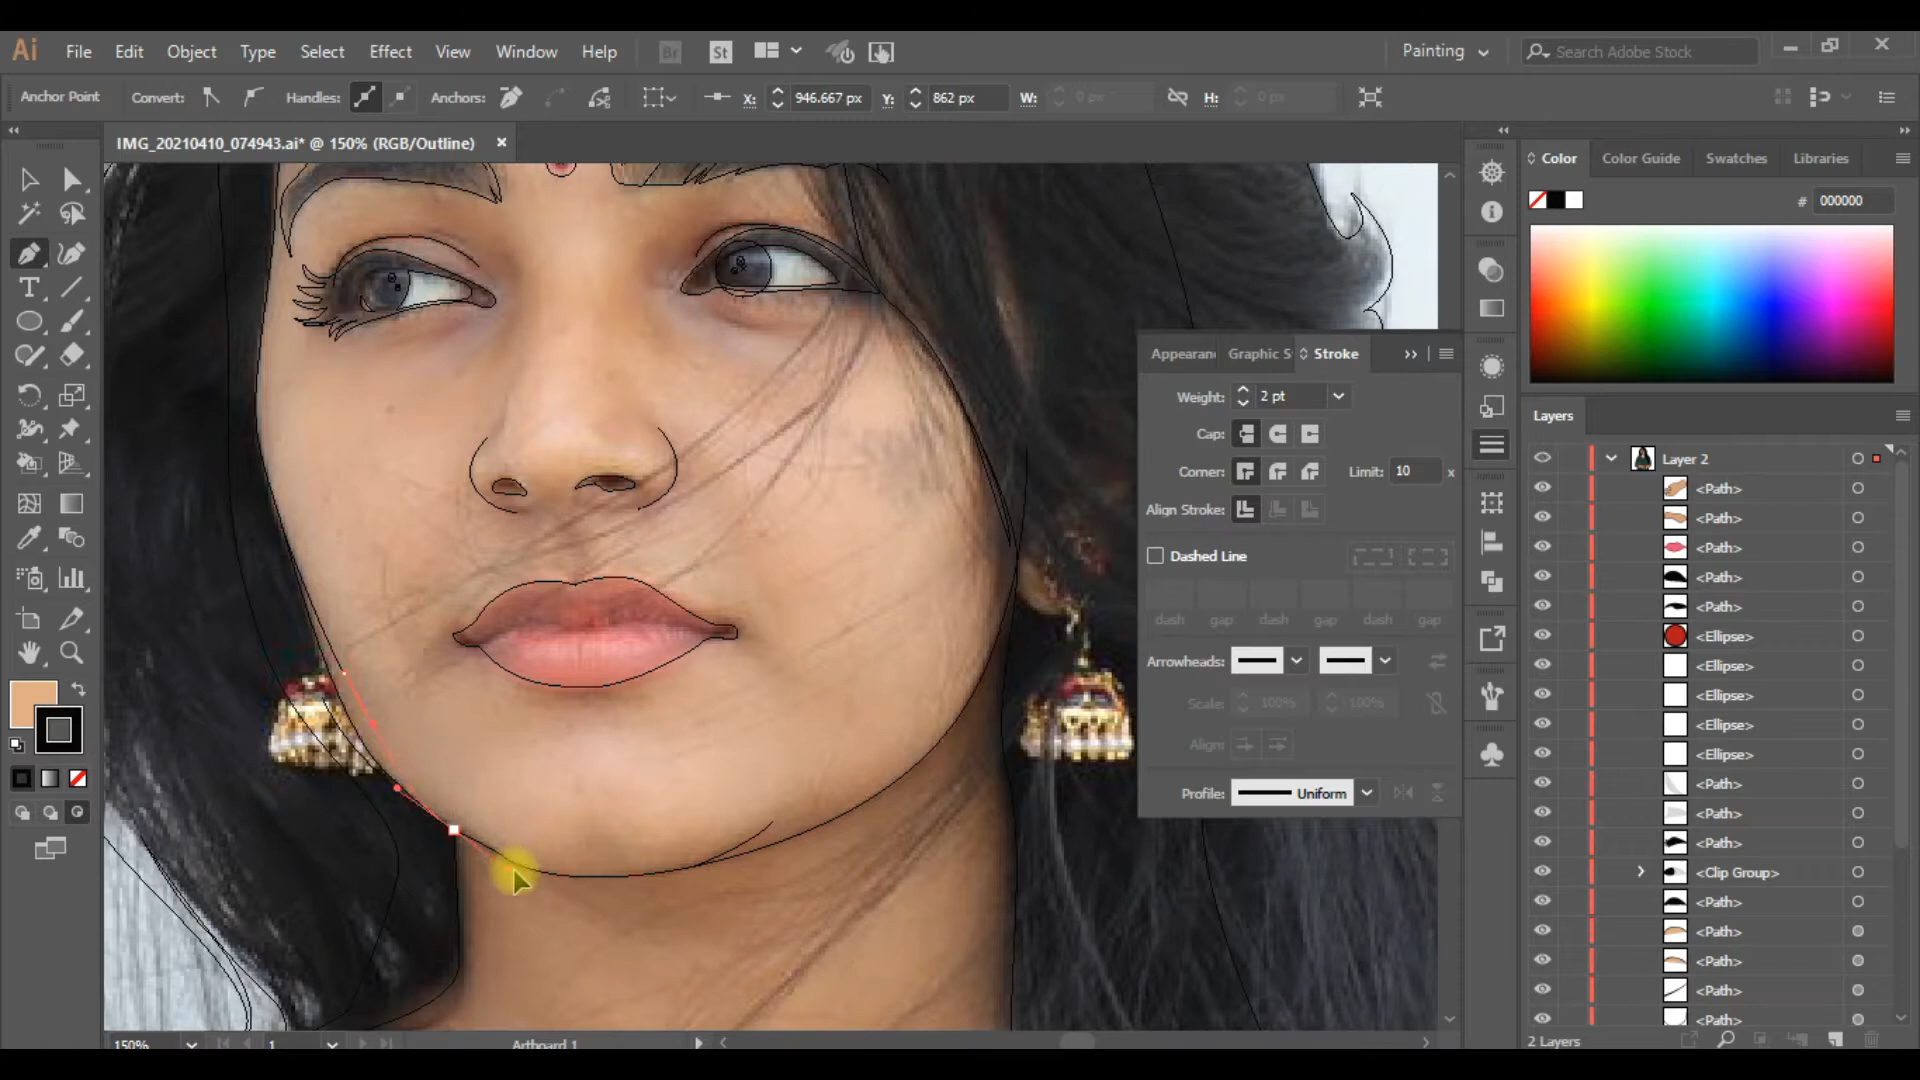 Ai File Edit Object Type Select Effect View Window Help Br St Painting Search Adobe Stock
Anchor Point Convert: Handles: Anchors: X: 946.667 px Y: 862 px W: 0 px H: 0 px
IMG_20210410_074943.ai* @ 150% (RGB/Outline) ×
Color Color Guide Swatches Libraries
# 000000
Appearan Graphic S Stroke
Weight: 2 pt
Cap:
Corner: Limit: 10 x
Align Stroke:
Dashed Line
dash gap dash gap dash gap
Arrowheads:
Scale: 100% 100%
Align:
Profile: Uniform
Layers
Layer 2
<Path>
<Path>
<Path>
<Path>
<Path>
<Ellipse>
<Ellipse>
<Ellipse>
<Ellipse>
<Ellipse>
<Path>
<Path>
<Path>
<Clip Group>
<Path>
<Path>
<Path>
<Path>
<Path>
150% 1 Artboard 1
2 Layers